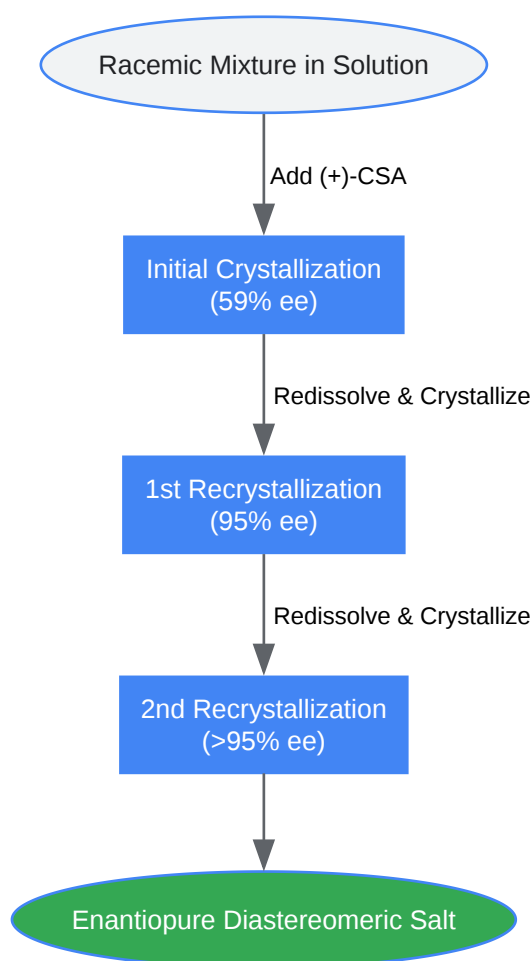 Racemic Mixture in Solution
Add (+)-CSA
Initial Crystallization
(59% ee)
Redissolve & Crystallize
1st Recrystallization
(95% ee)
Redissolve & Crystallize
2nd Recrystallization
(>95% ee)
Enantiopure Diastereomeric Salt